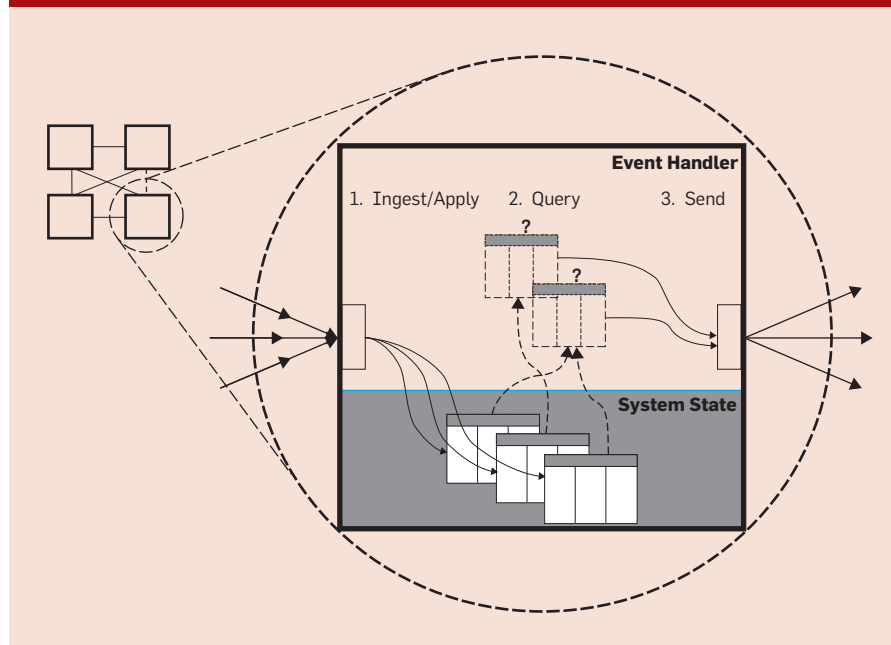 Event Handler
1. Ingest/Apply 2. Query 3. Send
?
?
System State